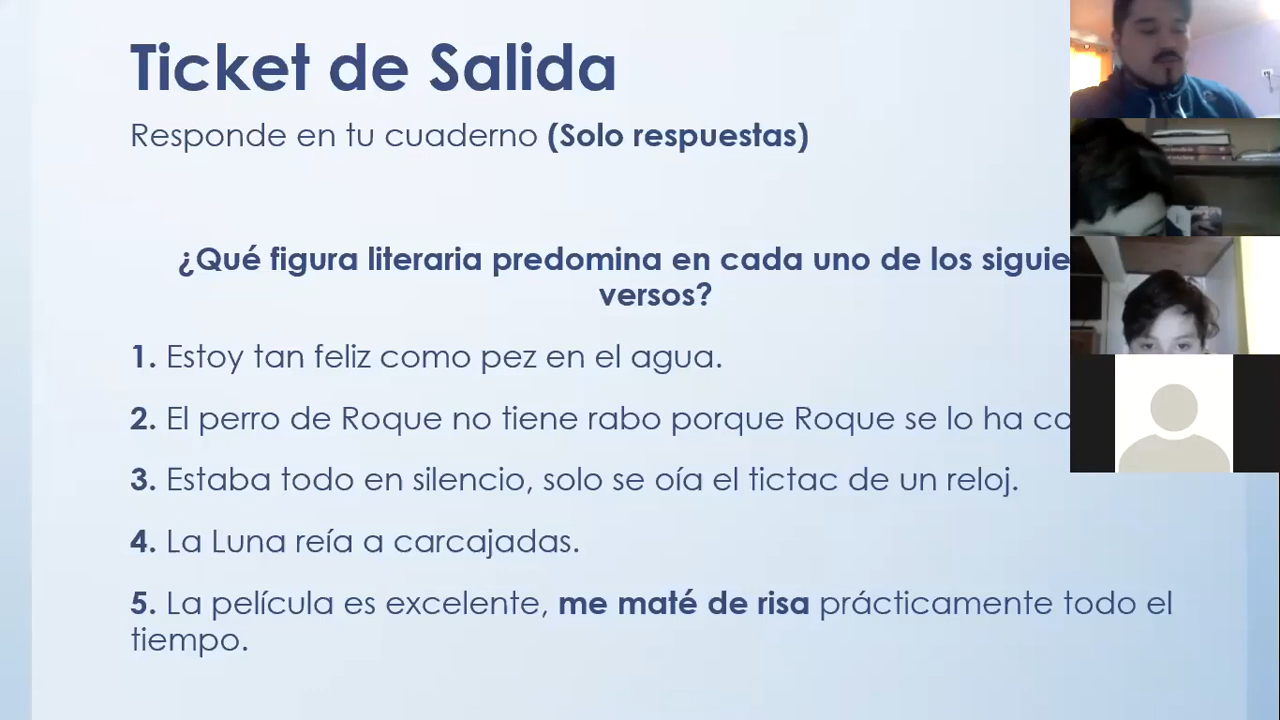 Ticket de Salida
Responde en tu cuaderno (Solo respuestas)
¿Qué figura literaria predomina en cada uno de los
versos?
1. Estoy tan feliz como pez en el agua.
2. El perro de Roque no tiene rabo porque Roque se lo ha
3. Estaba todo en silencio, solo se oía el tictac de un reloj.
4. La Luna reía a carcajadas.
5. La película es excelente, me maté de risa prácticamente todo el
tiempo.